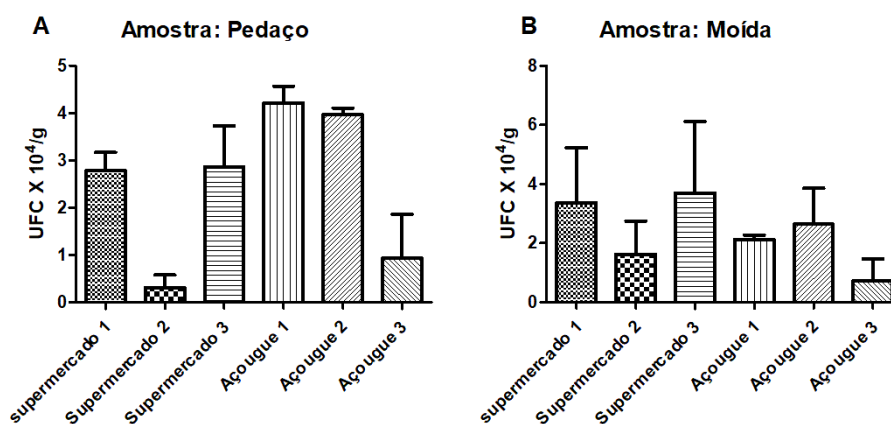 A
Amostra: Pedaço
UFC X 10⁴/g
5
4
3
2
1
0
supermercado 1
Supermercado 2
Supermercado 3
Açougue 1
Açougue 2
Açougue 3
B
Amostra: Moída
UFC X 10⁴/g
8
6
4
2
0
supermercado 1
Supermercado 2
Supermercado 3
Açougue 1
Açougue 2
Açougue 3